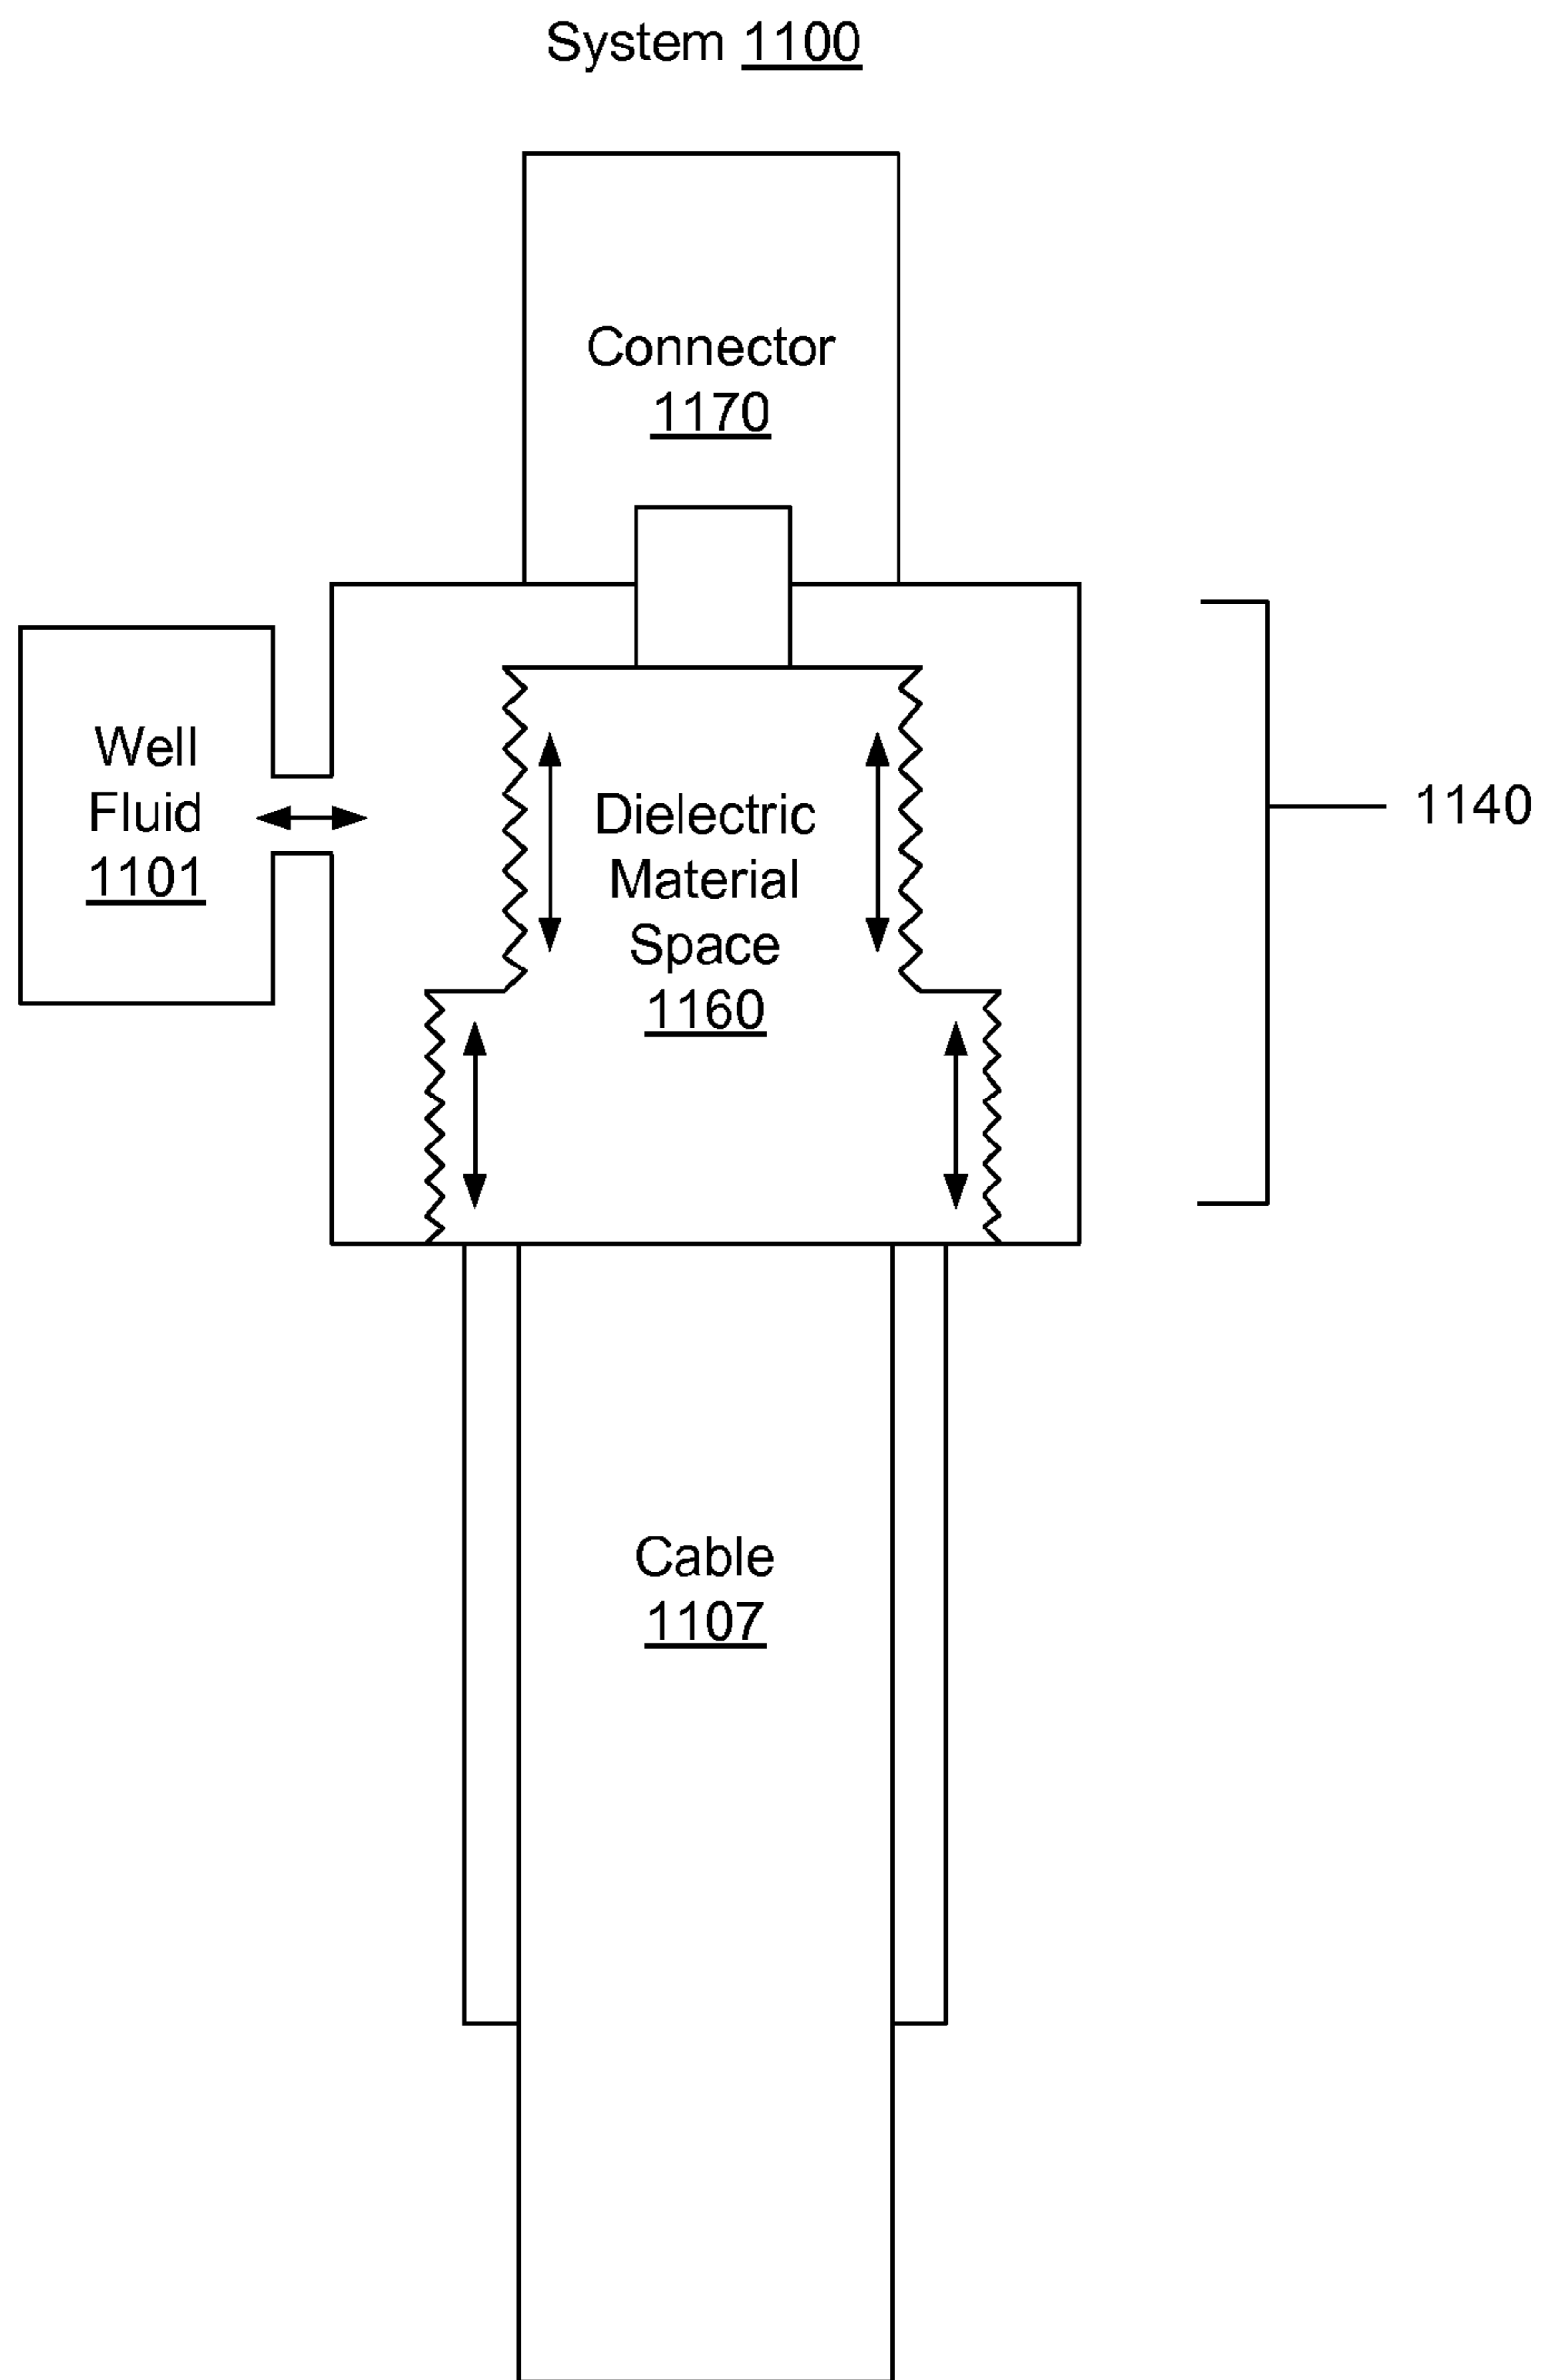 System 1100
Connector
1170
Well
Fluid
1101
Dielectric
Material
Space
1160
1140
Cable
1107